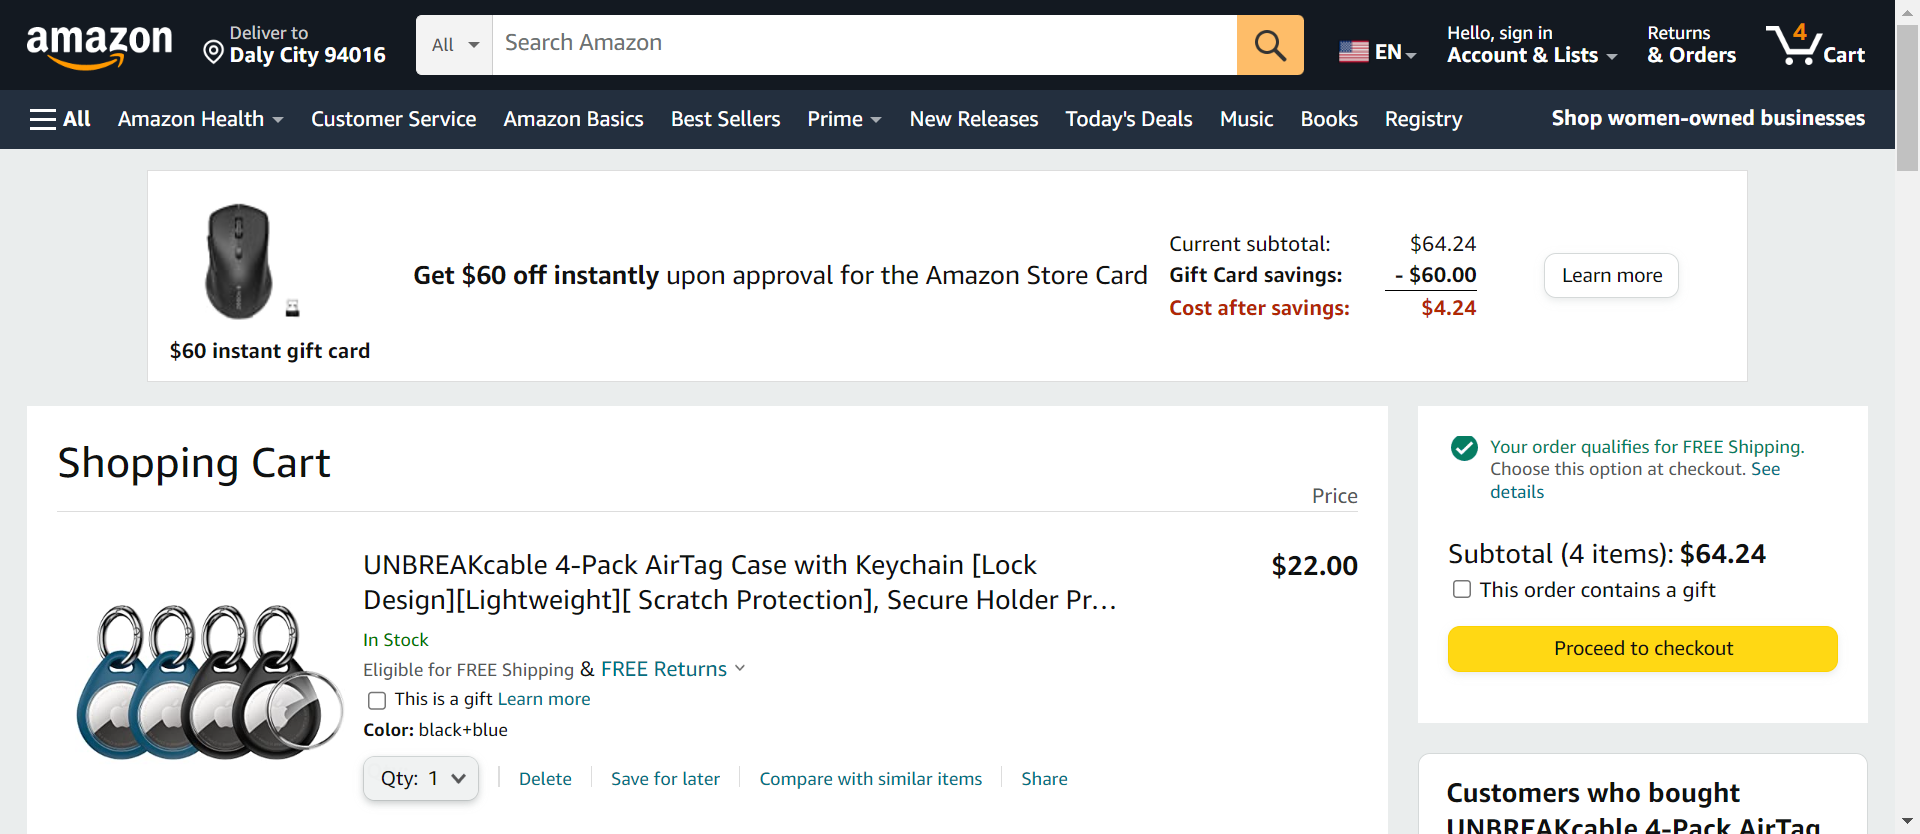 amazon
Deliver to
Daly City 94016
All
Search Amazon
EN
Hello, sign in
Account & Lists
Returns
& Orders
4
Cart
All
Amazon Health
Customer Service
Amazon Basics
Best Sellers
Prime
New Releases
Today's Deals
Music
Books
Registry
Shop women-owned businesses
$60 instant gift card
Get $60 off instantly upon approval for the Amazon Store Card
Current subtotal: $64.24
Gift Card savings: - $60.00
Cost after savings: $4.24
Learn more
Shopping Cart
Price
UNBREAKcable 4-Pack AirTag Case with Keychain [Lock
Design][Lightweight][ Scratch Protection], Secure Holder Pr…
$22.00
In Stock
Eligible for FREE Shipping & FREE Returns
This is a gift Learn more
Color: black+blue
Qty: 1
Delete
Save for later
Compare with similar items
Share
Your order qualifies for FREE Shipping.
Choose this option at checkout. See
details
Subtotal (4 items): $64.24
This order contains a gift
Proceed to checkout
Customers who bought
UNBREAKcable 4-Pack AirTag